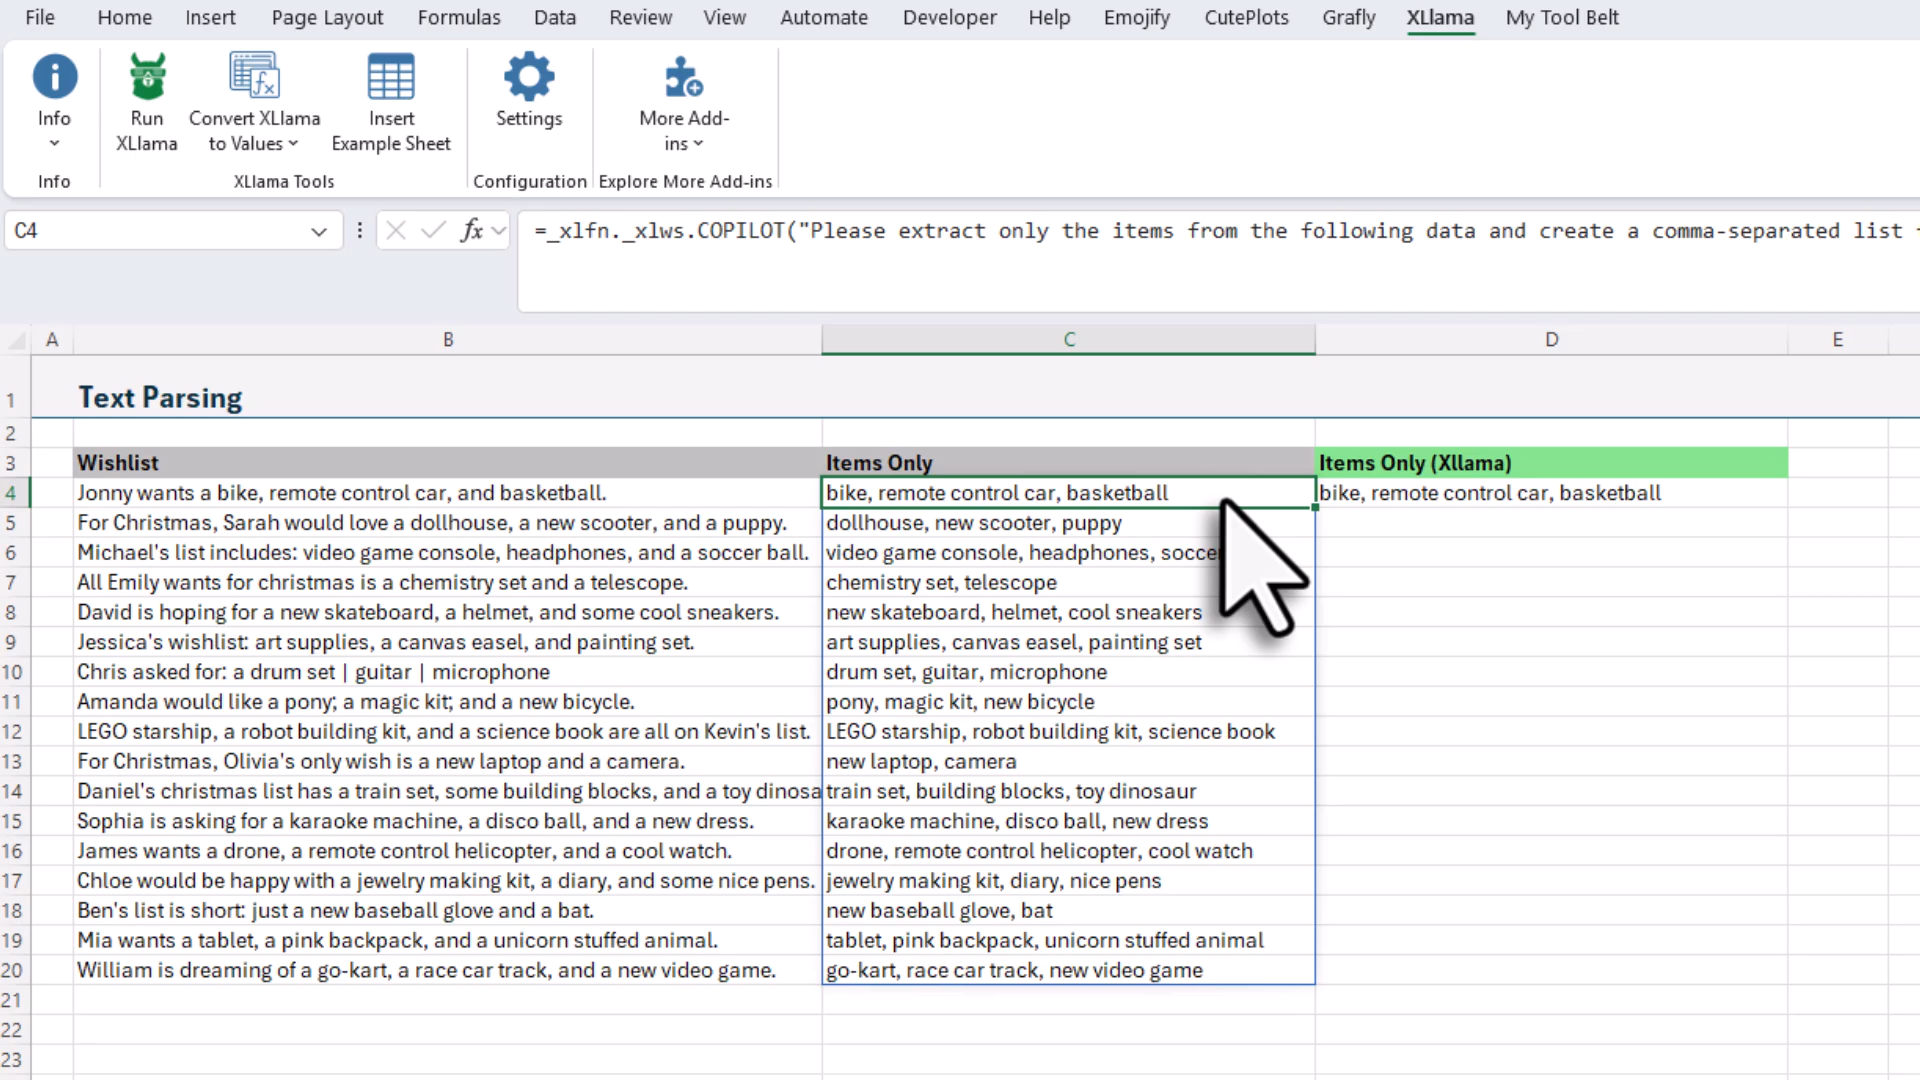 File Home Insert Page Layout Formulas Data Review View Automate Developer Help Emojify CutePlots Grafly XLlama My Tool Belt
Info
Run XLlama
Convert XLlama to Values
Insert Example Sheet
Settings
More Add-ins
Info XLlama Tools Configuration Explore More Add-ins
C4 fx =_xlfn._xlws.COPILOT("Please extract only the items from the following data and create a comma-separated list
A B C D E
1 Text Parsing
2
3 Wishlist Items Only Items Only (Xllama)
4 Jonny wants a bike, remote control car, and basketball. bike, remote control car, basketball bike, remote control car, basketball
5 For Christmas, Sarah would love a dollhouse, a new scooter, and a puppy. dollhouse, new scooter, puppy
6 Michael's list includes: video game console, headphones, and a soccer ball. video game console, headphones,
7 All Emily wants for christmas is a chemistry set and a telescope. chemistry set, telescope
8 David is hoping for a new skateboard, a helmet, and some cool sneakers. new skateboard, helmet, cool sneakers
9 Jessica's wishlist: art supplies, a canvas easel, and painting set. art supplies, canvas easel, painting set
10 Chris asked for: a drum set | guitar | microphone drum set, guitar, microphone
11 Amanda would like a pony; a magic kit; and a new bicycle. pony, magic kit, new bicycle
12 LEGO starship, a robot building kit, and a science book are all on Kevin's list. LEGO starship, robot building kit, science book
13 For Christmas, Olivia's only wish is a new laptop and a camera. new laptop, camera
14 Daniel's christmas list has a train set, some building blocks, and a toy dinosa train set, building blocks, toy dinosaur
15 Sophia is asking for a karaoke machine, a disco ball, and a new dress. karaoke machine, disco ball, new dress
16 James wants a drone, a remote control helicopter, and a cool watch. drone, remote control helicopter, cool watch
17 Chloe would be happy with a jewelry making kit, a diary, and some nice pens. jewelry making kit, diary, nice pens
18 Ben's list is short: just a new baseball glove and a bat. new baseball glove, bat
19 Mia wants a tablet, a pink backpack, and a unicorn stuffed animal. tablet, pink backpack, unicorn stuffed animal
20 William is dreaming of a go-kart, a race car track, and a new video game. go-kart, race car track, new video game
21
22
23